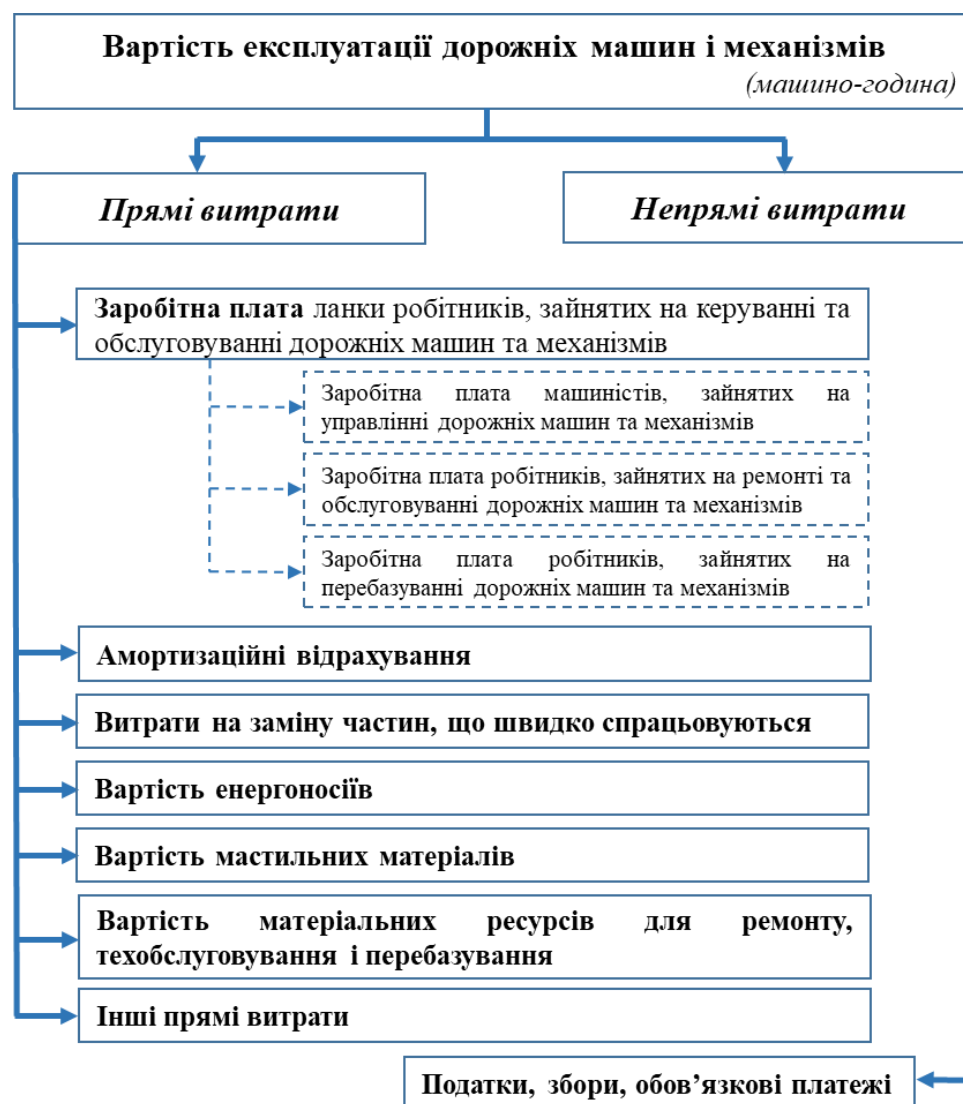 Вартість експлуатації дорожніх машин і механізмів
(машино-година)
Прямі витрати
Непрямі витрати
Заробітна плата ланки робітників, зайнятих на керуванні та
обслуговуванні дорожніх машин та механізмів
Заробітна плата машиністів, зайнятих на
управлінні дорожніх машин та механізмів
Заробітна плата робітників, зайнятих на ремонті та
обслуговуванні дорожніх машин та механізмів
Заробітна плата робітників, зайнятих на
перебазуванні дорожніх машин та механізмів
Амортизаційні відрахування
Витрати на заміну частин, що швидко спрацьовуються
Вартість енергоносіїв
Вартість мастильних матеріалів
Вартість матеріальних ресурсів для ремонту,
техобслуговування і перебазування
Інші прямі витрати
Податки, збори, обов’язкові платежі